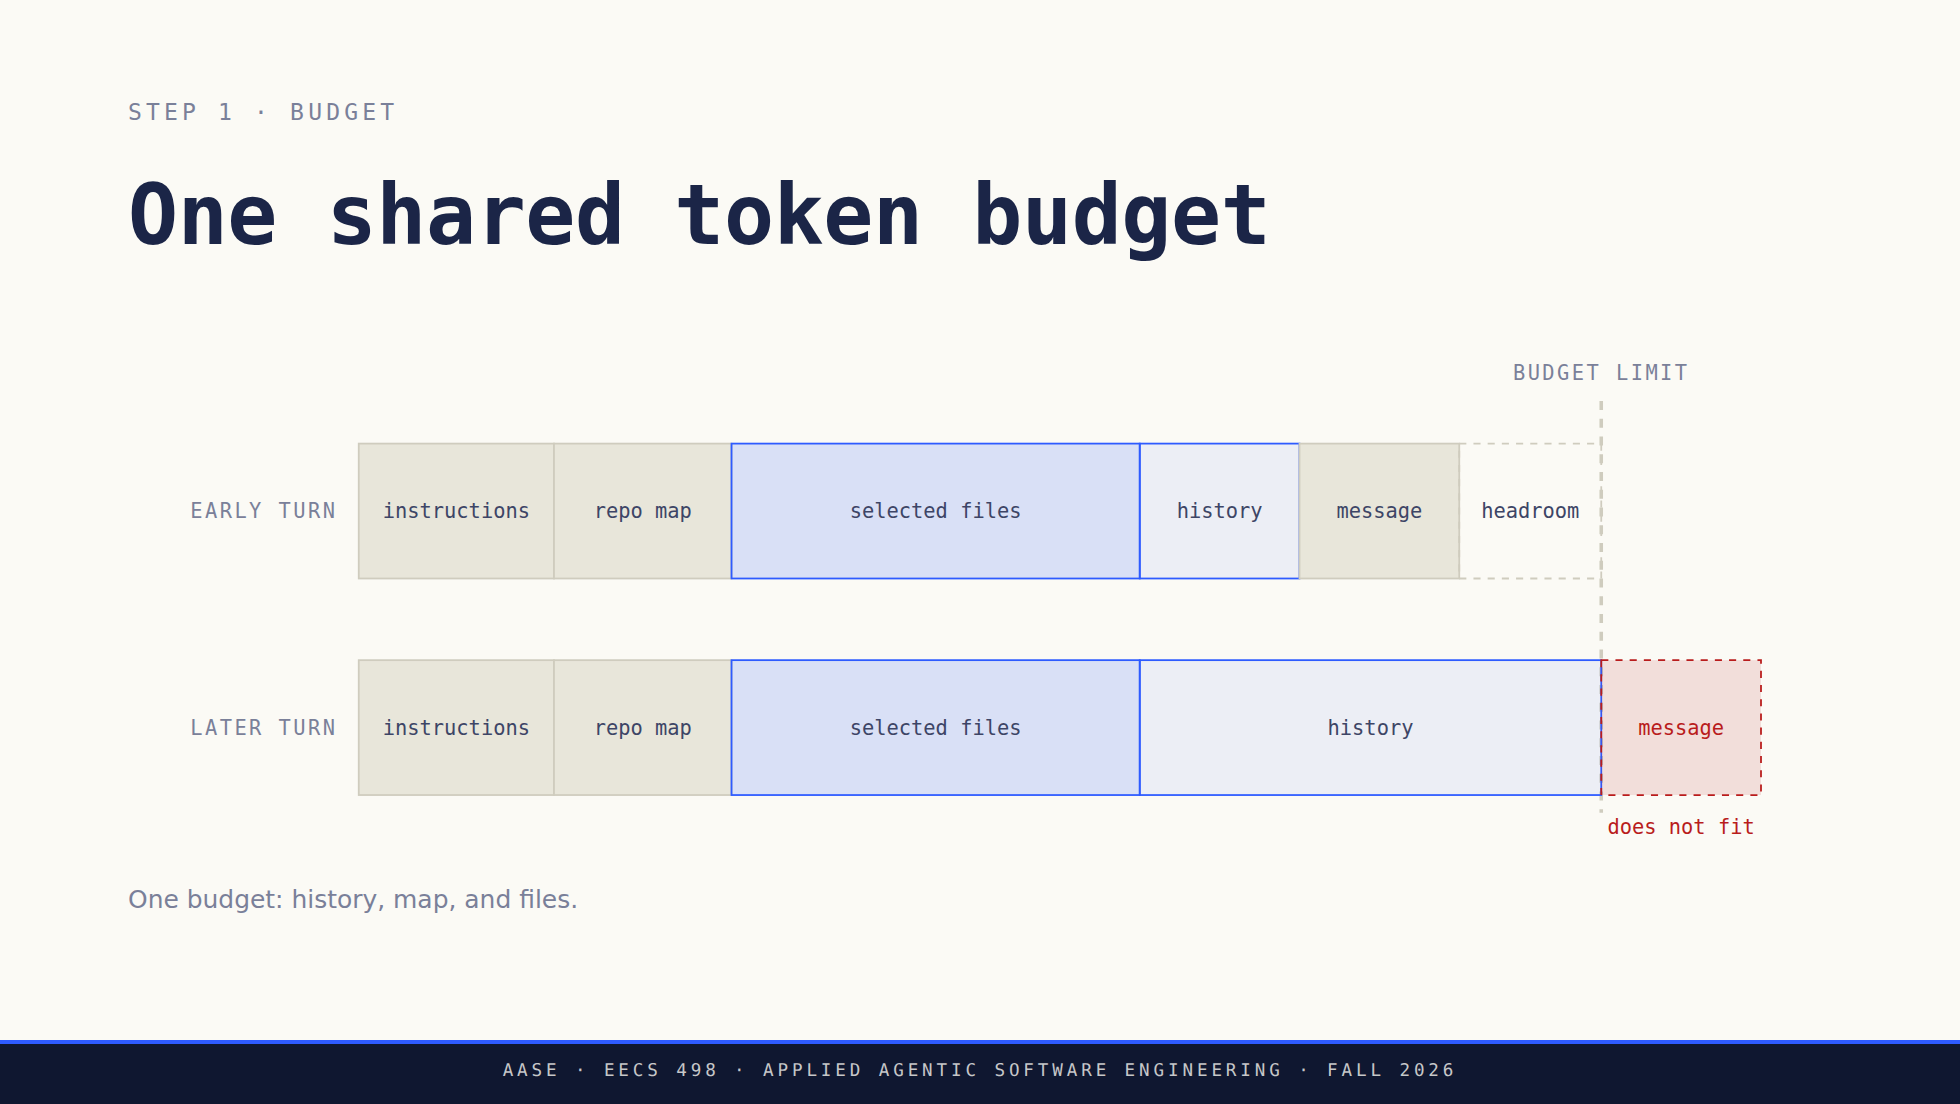 STEP 1 · BUDGET
One shared token budget
BUDGET LIMIT
EARLY TURN instructions repo map selected files history message headroom
LATER TURN instructions repo map selected files history message
does not fit
One budget: history, map, and files.
AASE · EECS 498 · APPLIED AGENTIC SOFTWARE ENGINEERING · FALL 2026